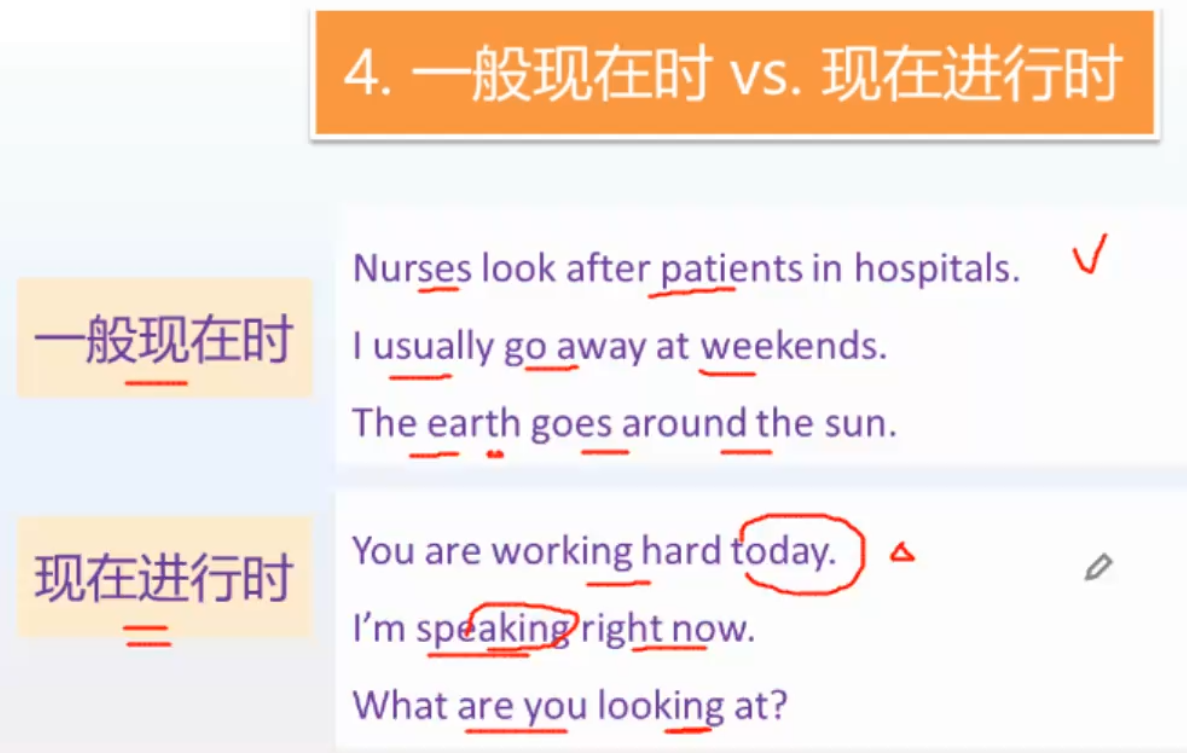 4. 一般现在时 vs. 现在进行时
一般现在时
Nurses look after patients in hospitals.
I usually go away at weekends.
The earth goes around the sun.
现在进行时
You are working hard today.
I'm speaking right now.
What are you looking at?